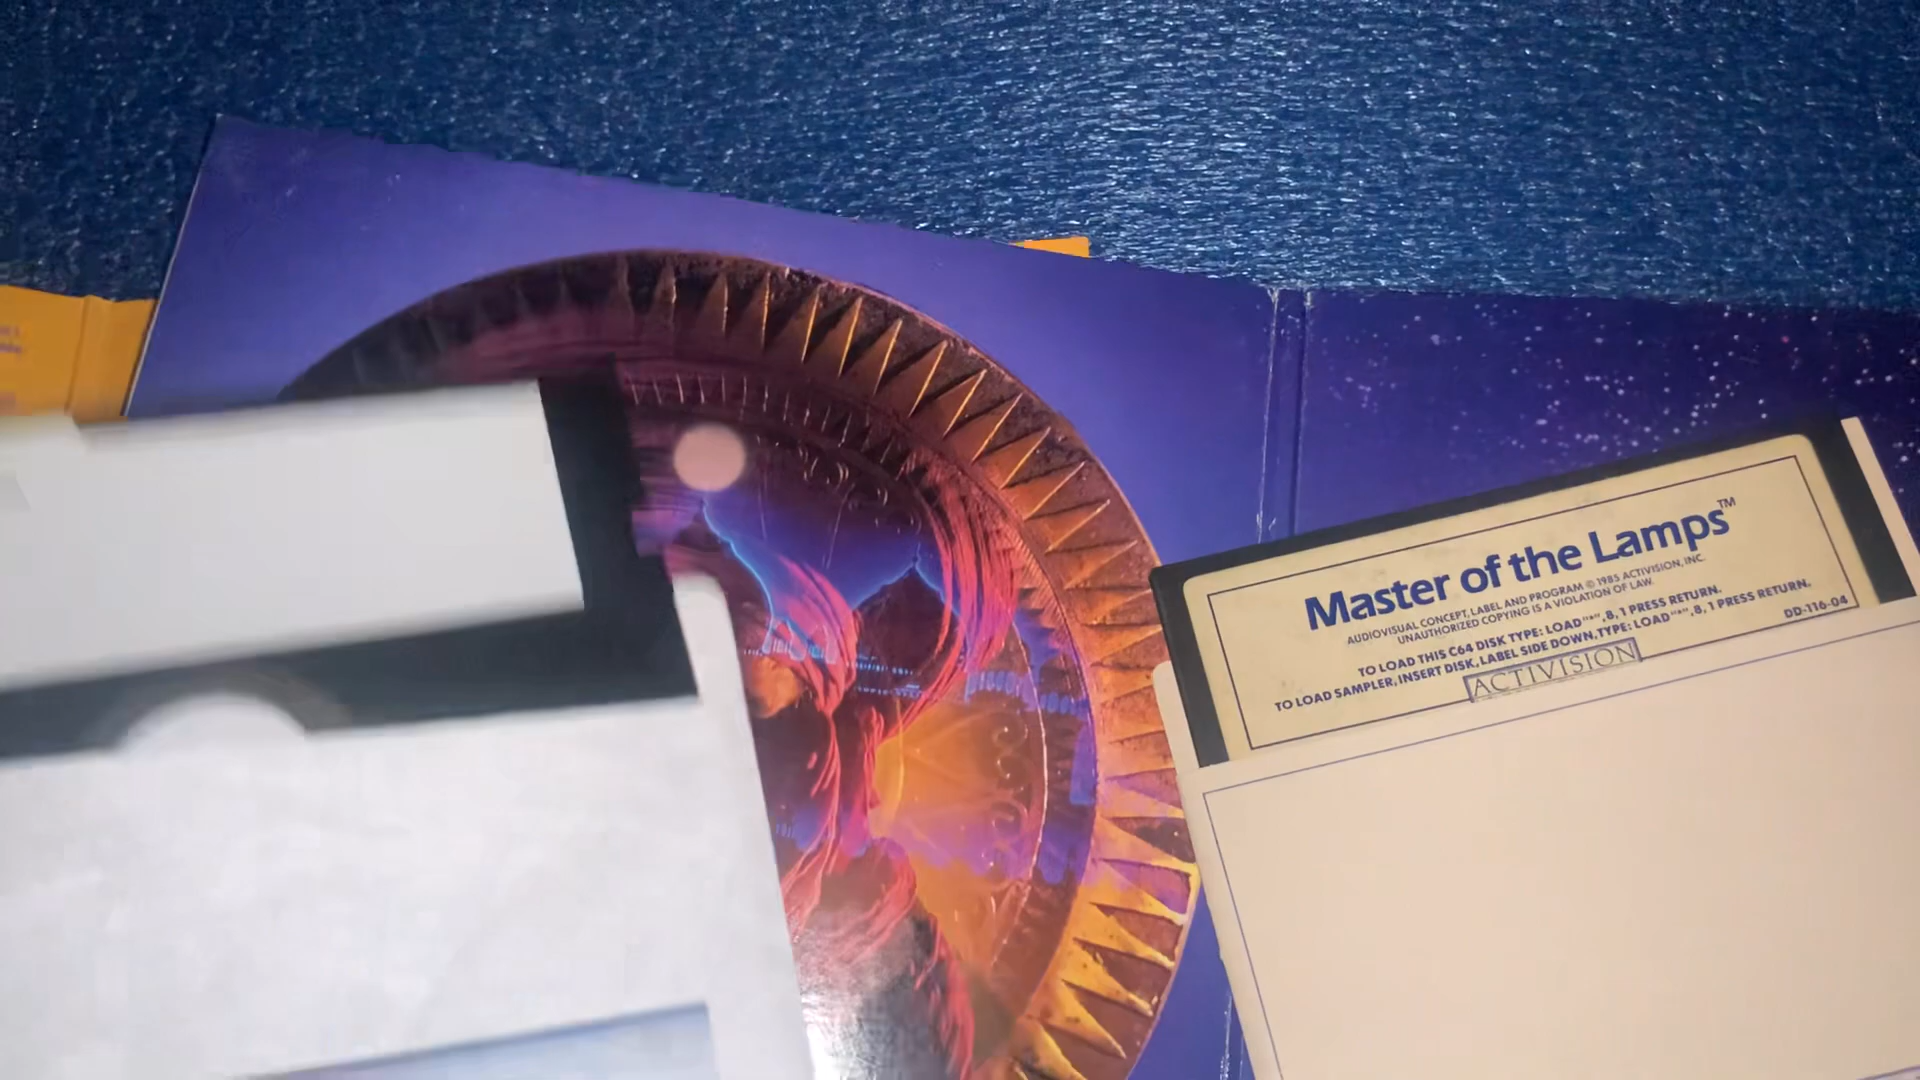 Master of the Lamps™
AUDIOVISUAL CONCEPT, LABEL AND PROGRAM © 1985 ACTIVISION, INC.
UNAUTHORIZED COPYING IS A VIOLATION OF LAW.
TO LOAD THIS C64 DISK TYPE: LOAD "*", 8, 1 PRESS RETURN.
TO LOAD SAMPLER, INSERT DISK, LABEL SIDE DOWN, TYPE: LOAD "*", 8, 1 PRESS RETURN.
DD-116-04
ACTIVISION